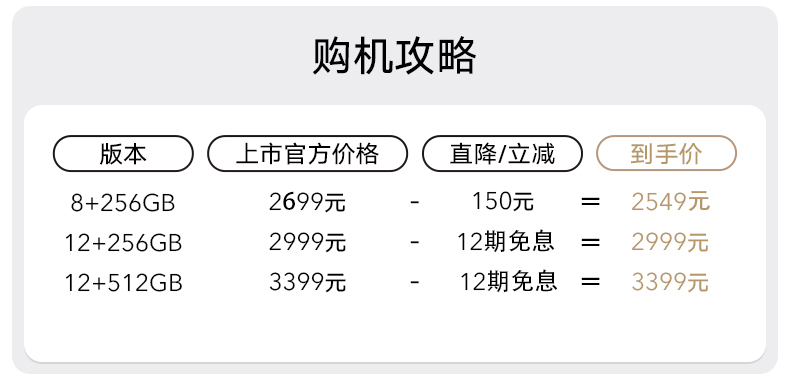 购机攻略
版本 上市官方价格 直降/立减 到手价
8+256GB 2699元 - 150元 = 2549元
12+256GB 2999元 - 12期免息 = 2999元
12+512GB 3399元 - 12期免息 = 3399元